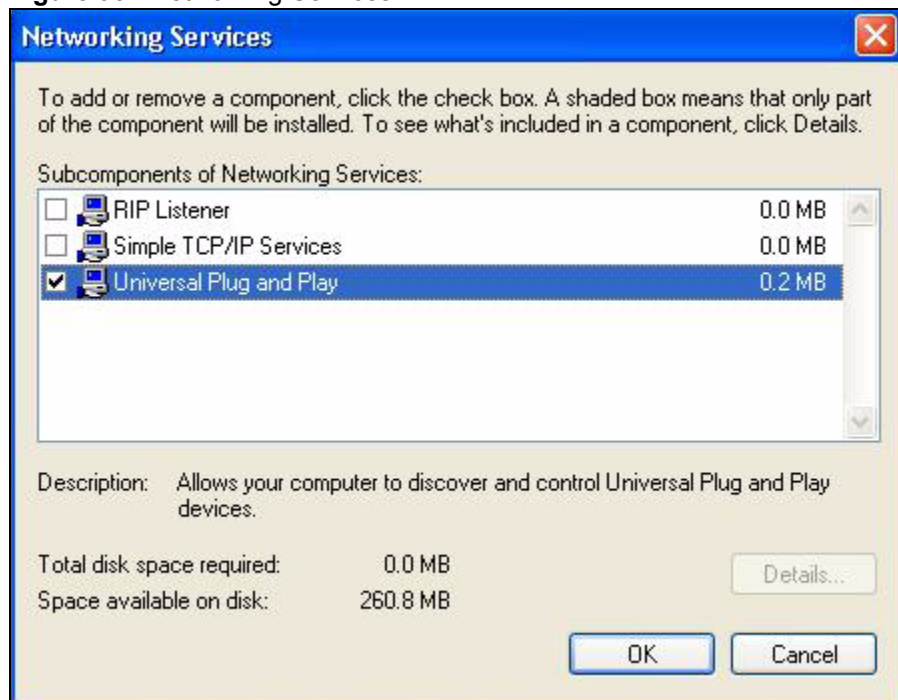 Networking Services
To add or remove a component, click the check box. A shaded box means that only part
of the component will be installed. To see what's included in a component, click Details.
Subcomponents of Networking Services:
RIP Listener 0.0 MB
Simple TCP/IP Services 0.0 MB
Universal Plug and Play 0.2 MB
Description: Allows your computer to discover and control Universal Plug and Play
devices.
Total disk space required: 0.0 MB
Details...
Space available on disk: 260.8 MB
OK Cancel